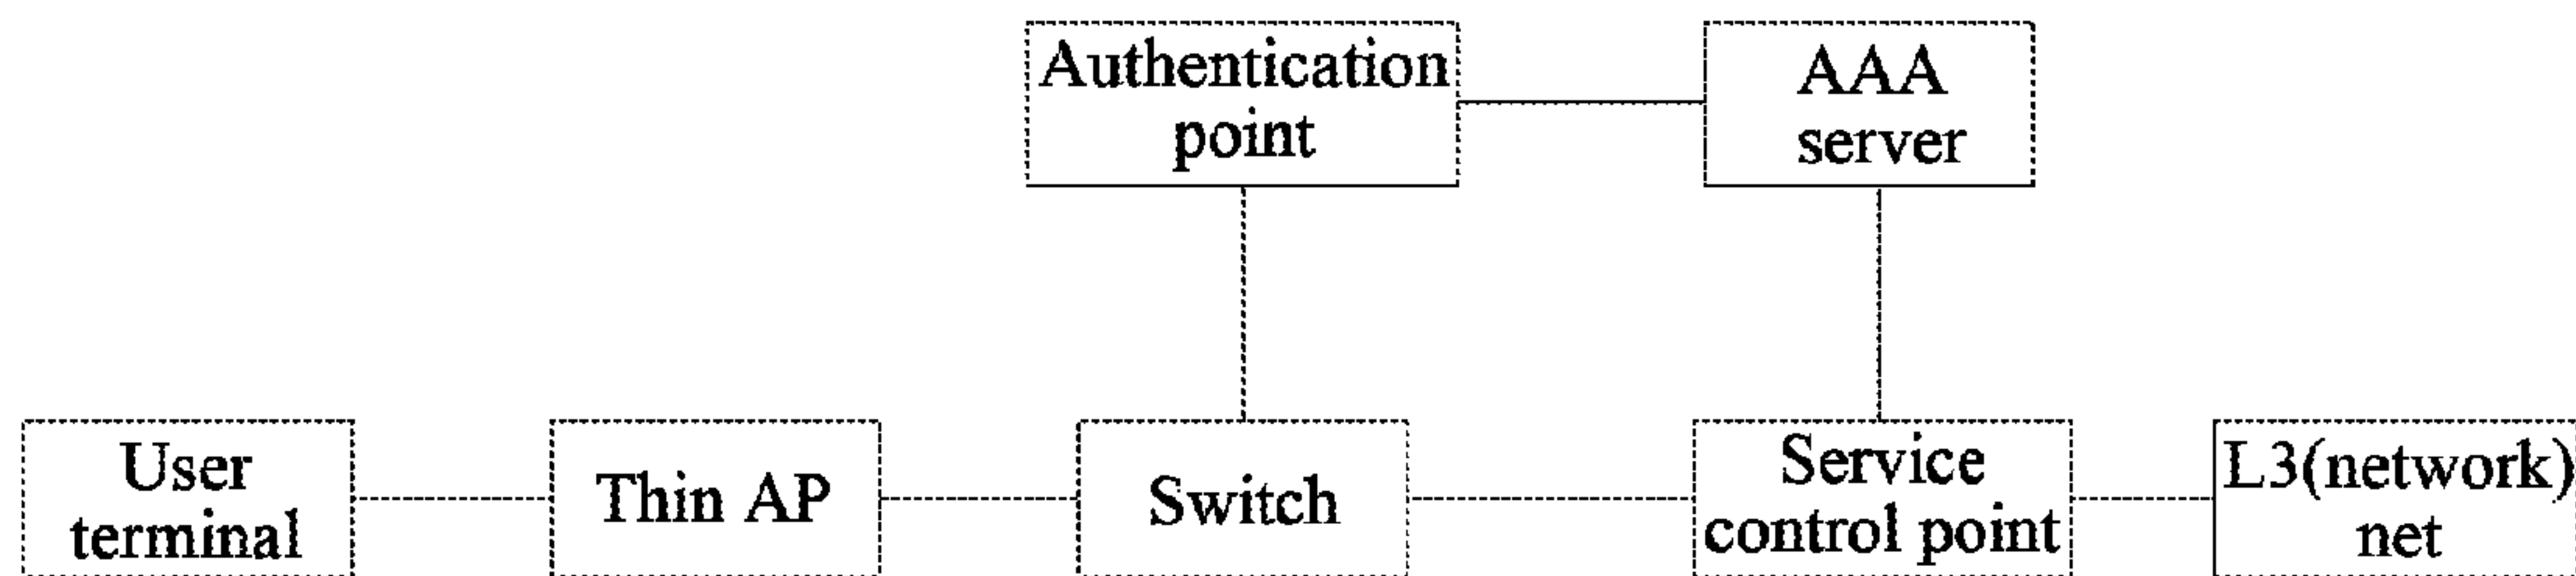 Authentication
point
AAA
server
User
terminal
Thin AP
Switch
Service
control point
L3(network)
net